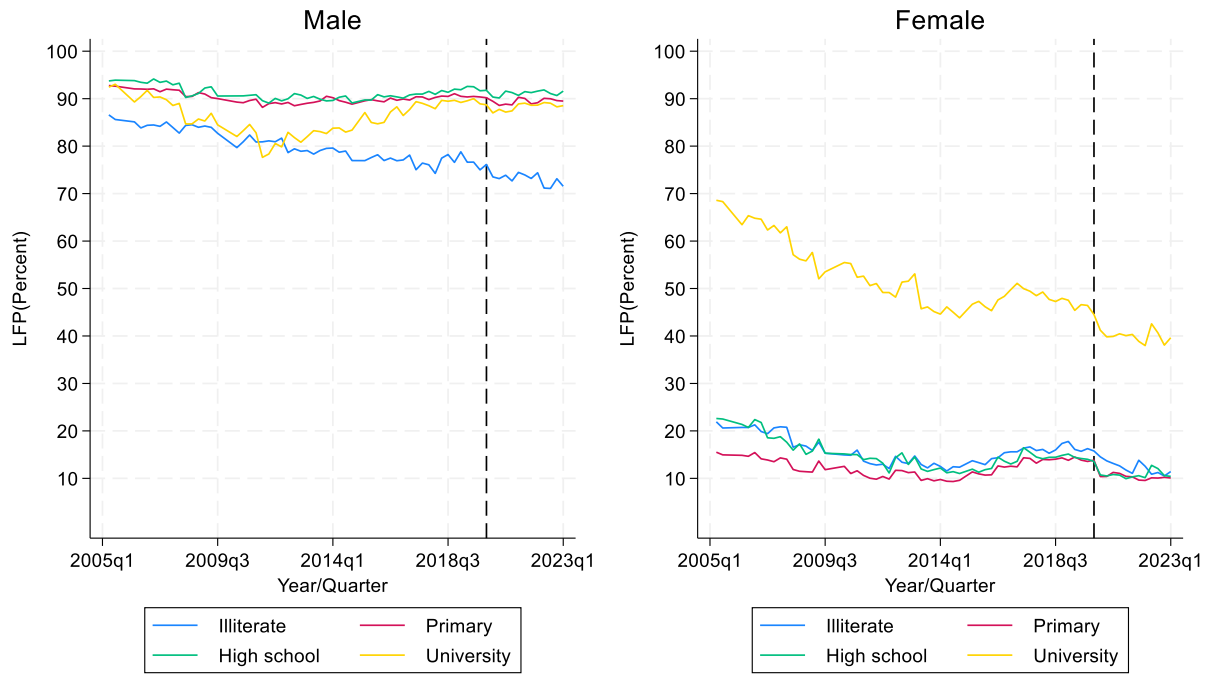 Male
100
90
80
70
60
50
40
30
20
10
LFP(Percent)
2005q1 2009q3 2014q1 2018q3 2023q1
Year/Quarter
Illiterate Primary
High school University
Female
100
90
80
70
60
50
40
30
20
10
LFP(Percent)
2005q1 2009q3 2014q1 2018q3 2023q1
Year/Quarter
Illiterate Primary
High school University